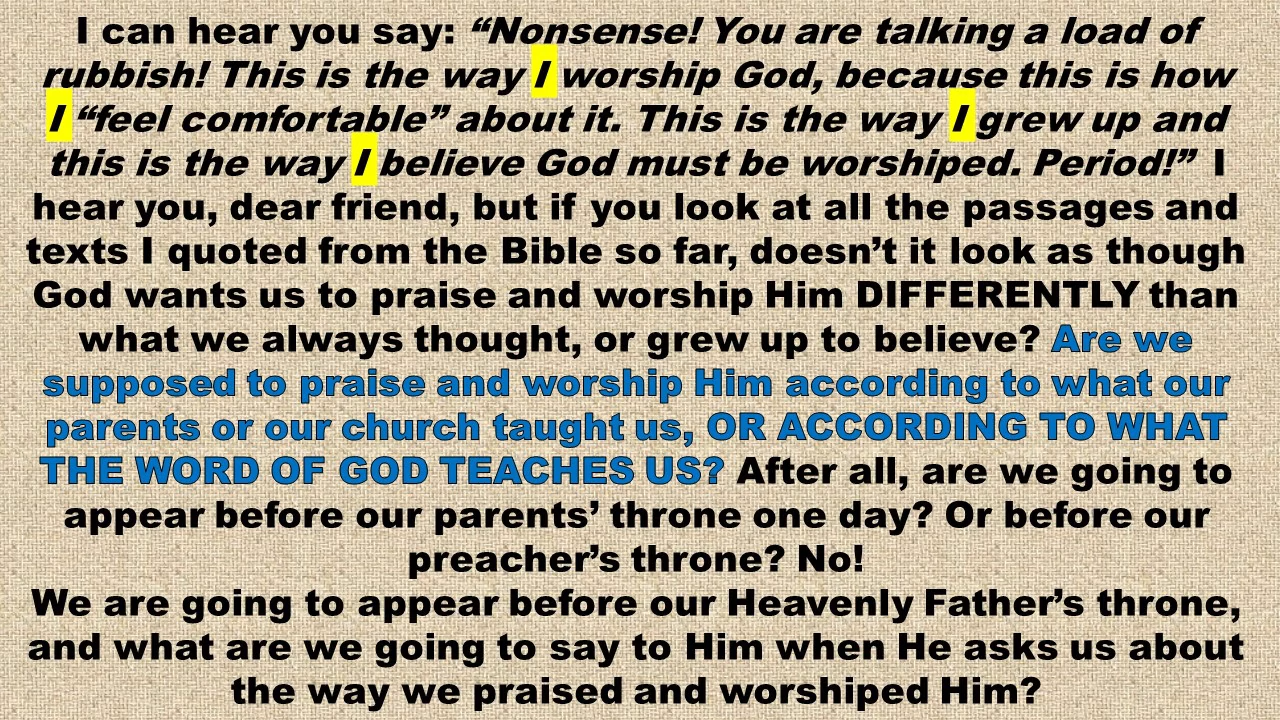 I can hear you say: “Nonsense! You are talking a load of
rubbish! This is the way I worship God, because this is how
I “feel comfortable” about it. This is the way I grew up and
this is the way I believe God must be worshiped. Period!” I
hear you, dear friend, but if you look at all the passages and
texts I quoted from the Bible so far, doesn’t it look as though
God wants us to praise and worship Him DIFFERENTLY than
what we always thought, or grew up to believe? Are we
supposed to praise and worship Him according to what our
parents or our church taught us, OR ACCORDING TO WHAT
THE WORD OF GOD TEACHES US? After all, are we going to
appear before our parents’ throne one day? Or before our
preacher’s throne? No!
We are going to appear before our Heavenly Father’s throne,
and what are we going to say to Him when He asks us about
the way we praised and worshiped Him?